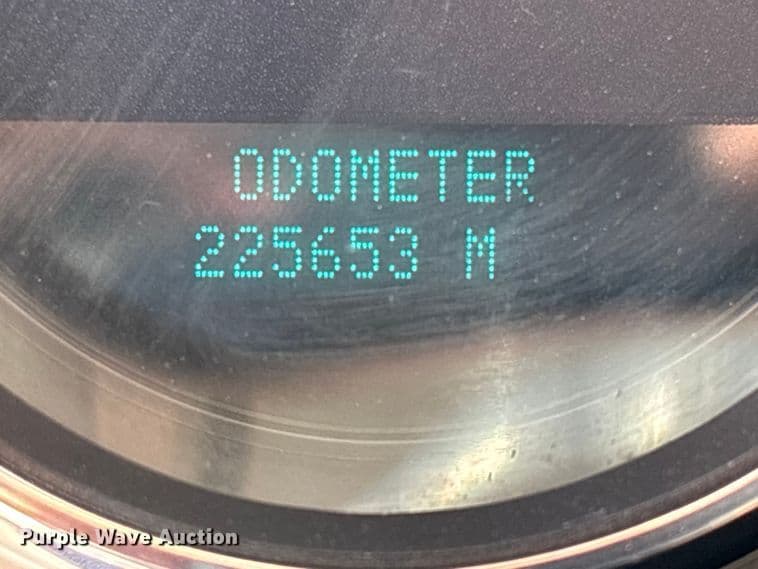 ODOMETER
225653 M
Purple Wave Auction